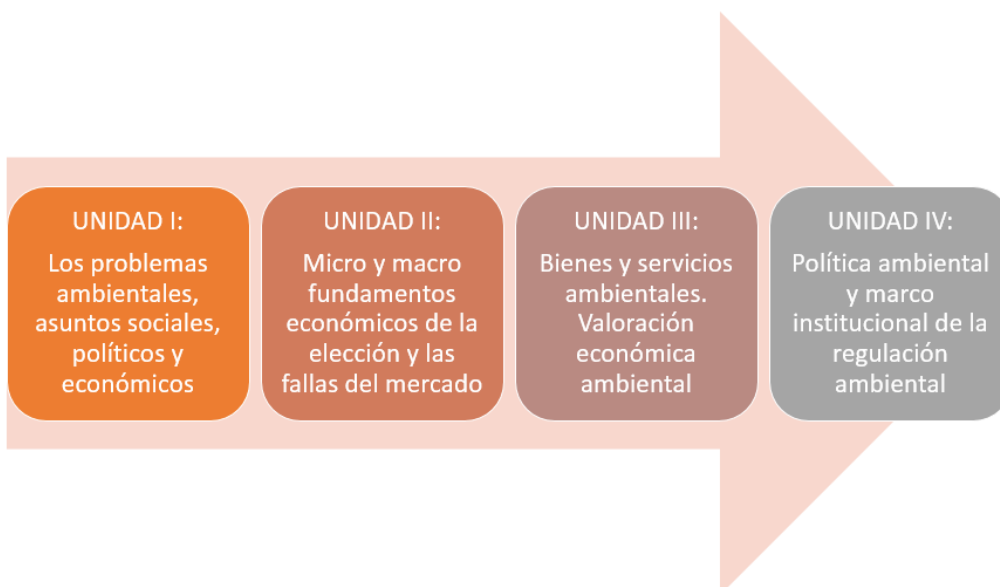 UNIDAD I:
Los problemas
ambientales,
asuntos sociales,
políticos y
económicos
UNIDAD II:
Micro y macro
fundamentos
económicos de la
elección y las
fallas del mercado
UNIDAD III:
Bienes y servicios
ambientales.
Valoración
económica
ambiental
UNIDAD IV:
Política ambiental
y marco
institucional de la
regulación
ambiental